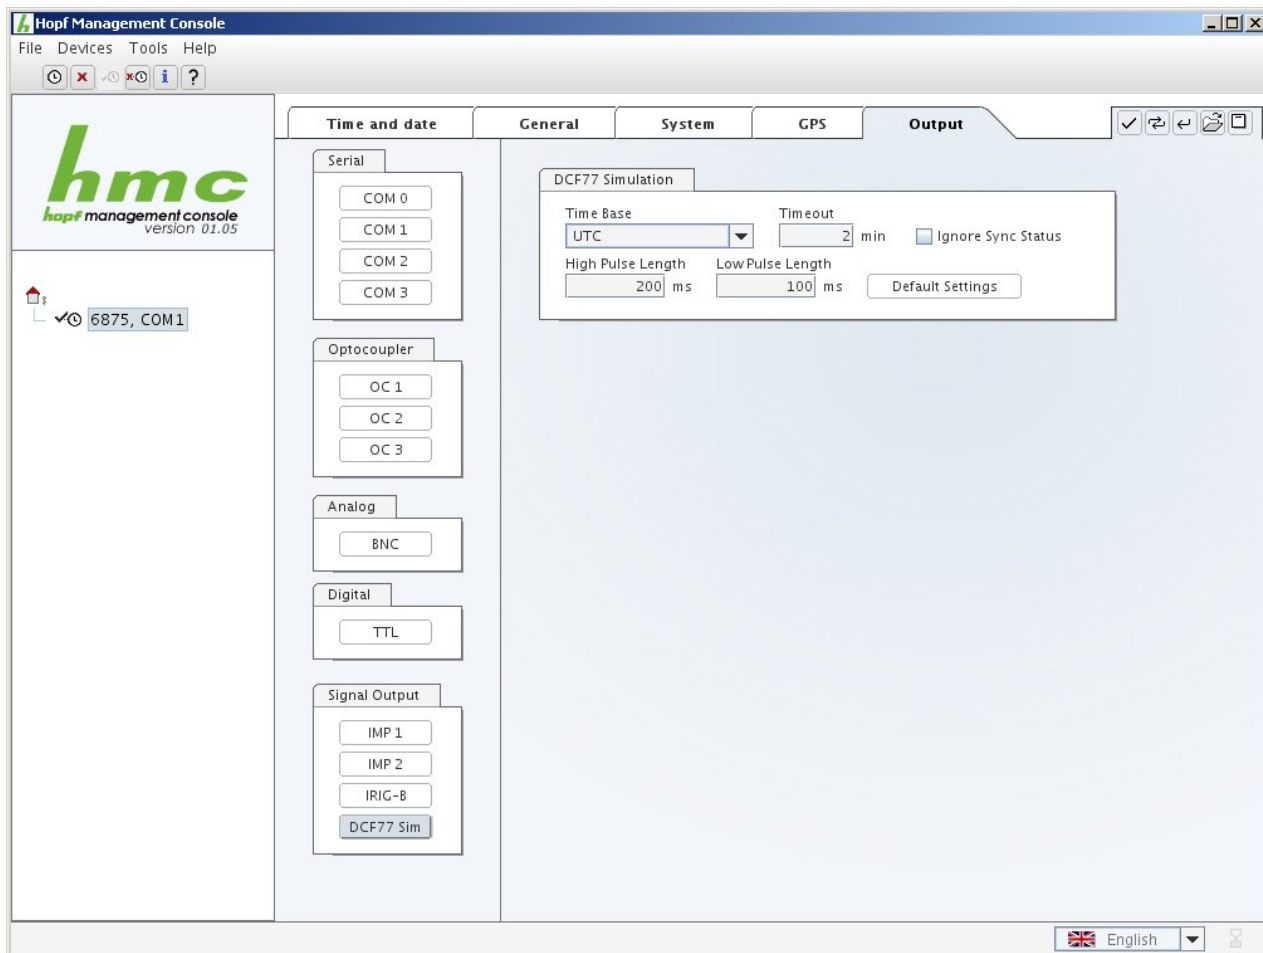 Hopf Management Console
File Devices Tools Help
hmc
hopf management console
version 01.05
6875, COM1
Time and date
General
System
GPS
Output
Serial
COM 0
COM 1
COM 2
COM 3
Optocoupler
OC 1
OC 2
OC 3
Analog
BNC
Digital
TTL
Signal Output
IMP 1
IMP 2
IRIG-B
DCF77 Sim
DCF77 Simulation
Time Base
Timeout
UTC
2 min
Ignore Sync Status
High Pulse Length
Low Pulse Length
200 ms
100 ms
Default Settings
English